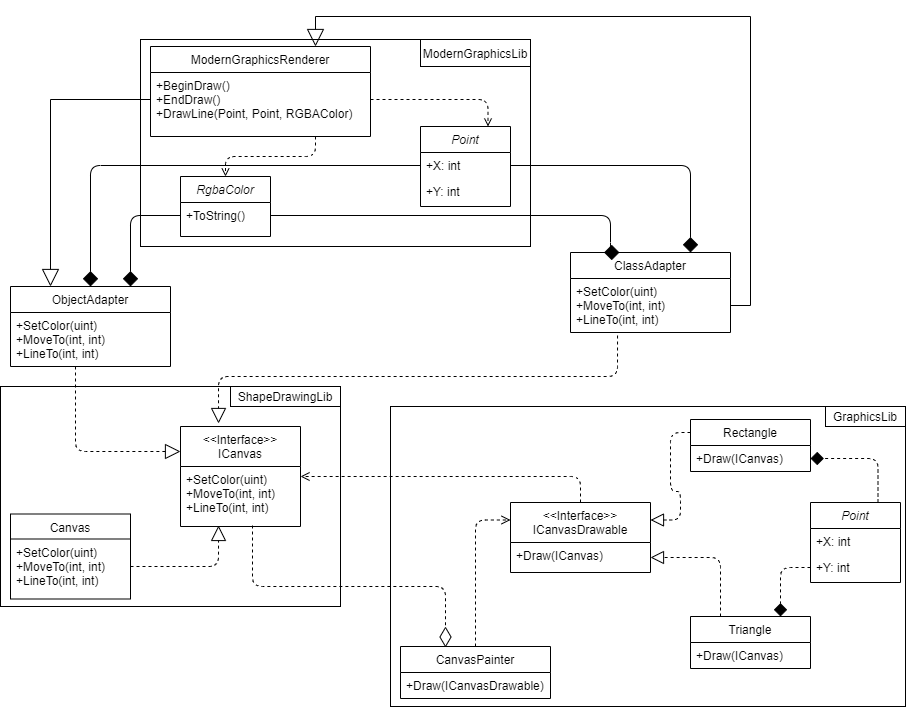 ModernGraphicsLib
ModernGraphicsRenderer
+BeginDraw()
+EndDraw()
+DrawLine(Point, Point, RGBAColor)
Point
+X: int
+Y: int
RgbaColor
+ToString()
ClassAdapter
+SetColor(uint)
+MoveTo(int, int)
+LineTo(int, int)
ObjectAdapter
+SetColor(uint)
+MoveTo(int, int)
+LineTo(int, int)
ShapeDrawingLib
<<Interface>>
ICanvas
+SetColor(uint)
+MoveTo(int, int)
+LineTo(int, int)
Canvas
+SetColor(uint)
+MoveTo(int, int)
+LineTo(int, int)
GraphicsLib
Rectangle
+Draw(ICanvas)
<<Interface>>
ICanvasDrawable
+Draw(ICanvas)
Point
+X: int
+Y: int
Triangle
+Draw(ICanvas)
CanvasPainter
+Draw(ICanvasDrawable)